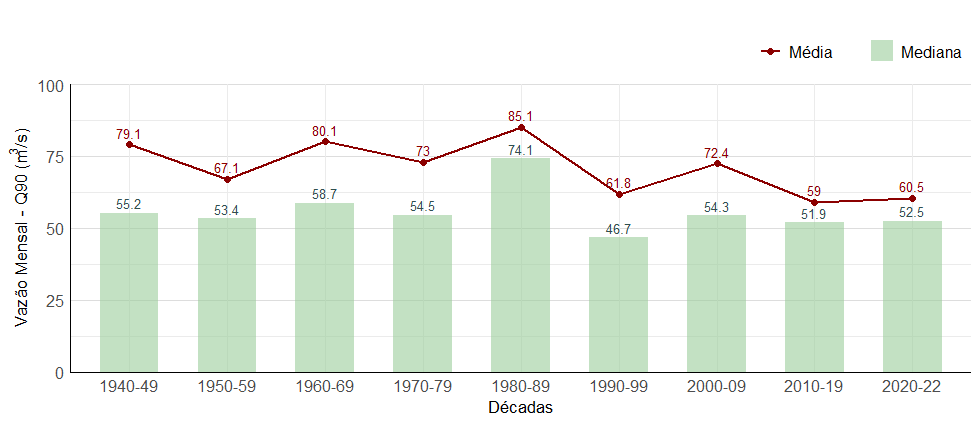 Média Mediana
Vazão Mensal - Q90 (m³/s)
100
75
50
25
0
79.1 67.1 80.1 73 85.1 61.8 72.4 59 60.5
55.2 53.4 58.7 54.5 74.1 46.7 54.3 51.9 52.5
1940-49 1950-59 1960-69 1970-79 1980-89 1990-99 2000-09 2010-19 2020-22
Décadas